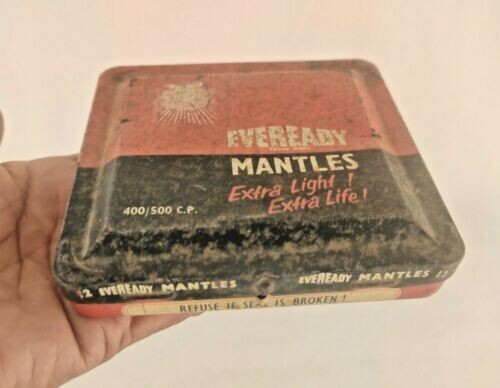 EVEREADY
TRADE MARK
MANTLES
Extra Light!
Extra Life!
400/500 C.P.
12 EVEREADY MANTLES
EVEREADY MANTLES 12
REFUSE IF SEAL IS BROKEN!